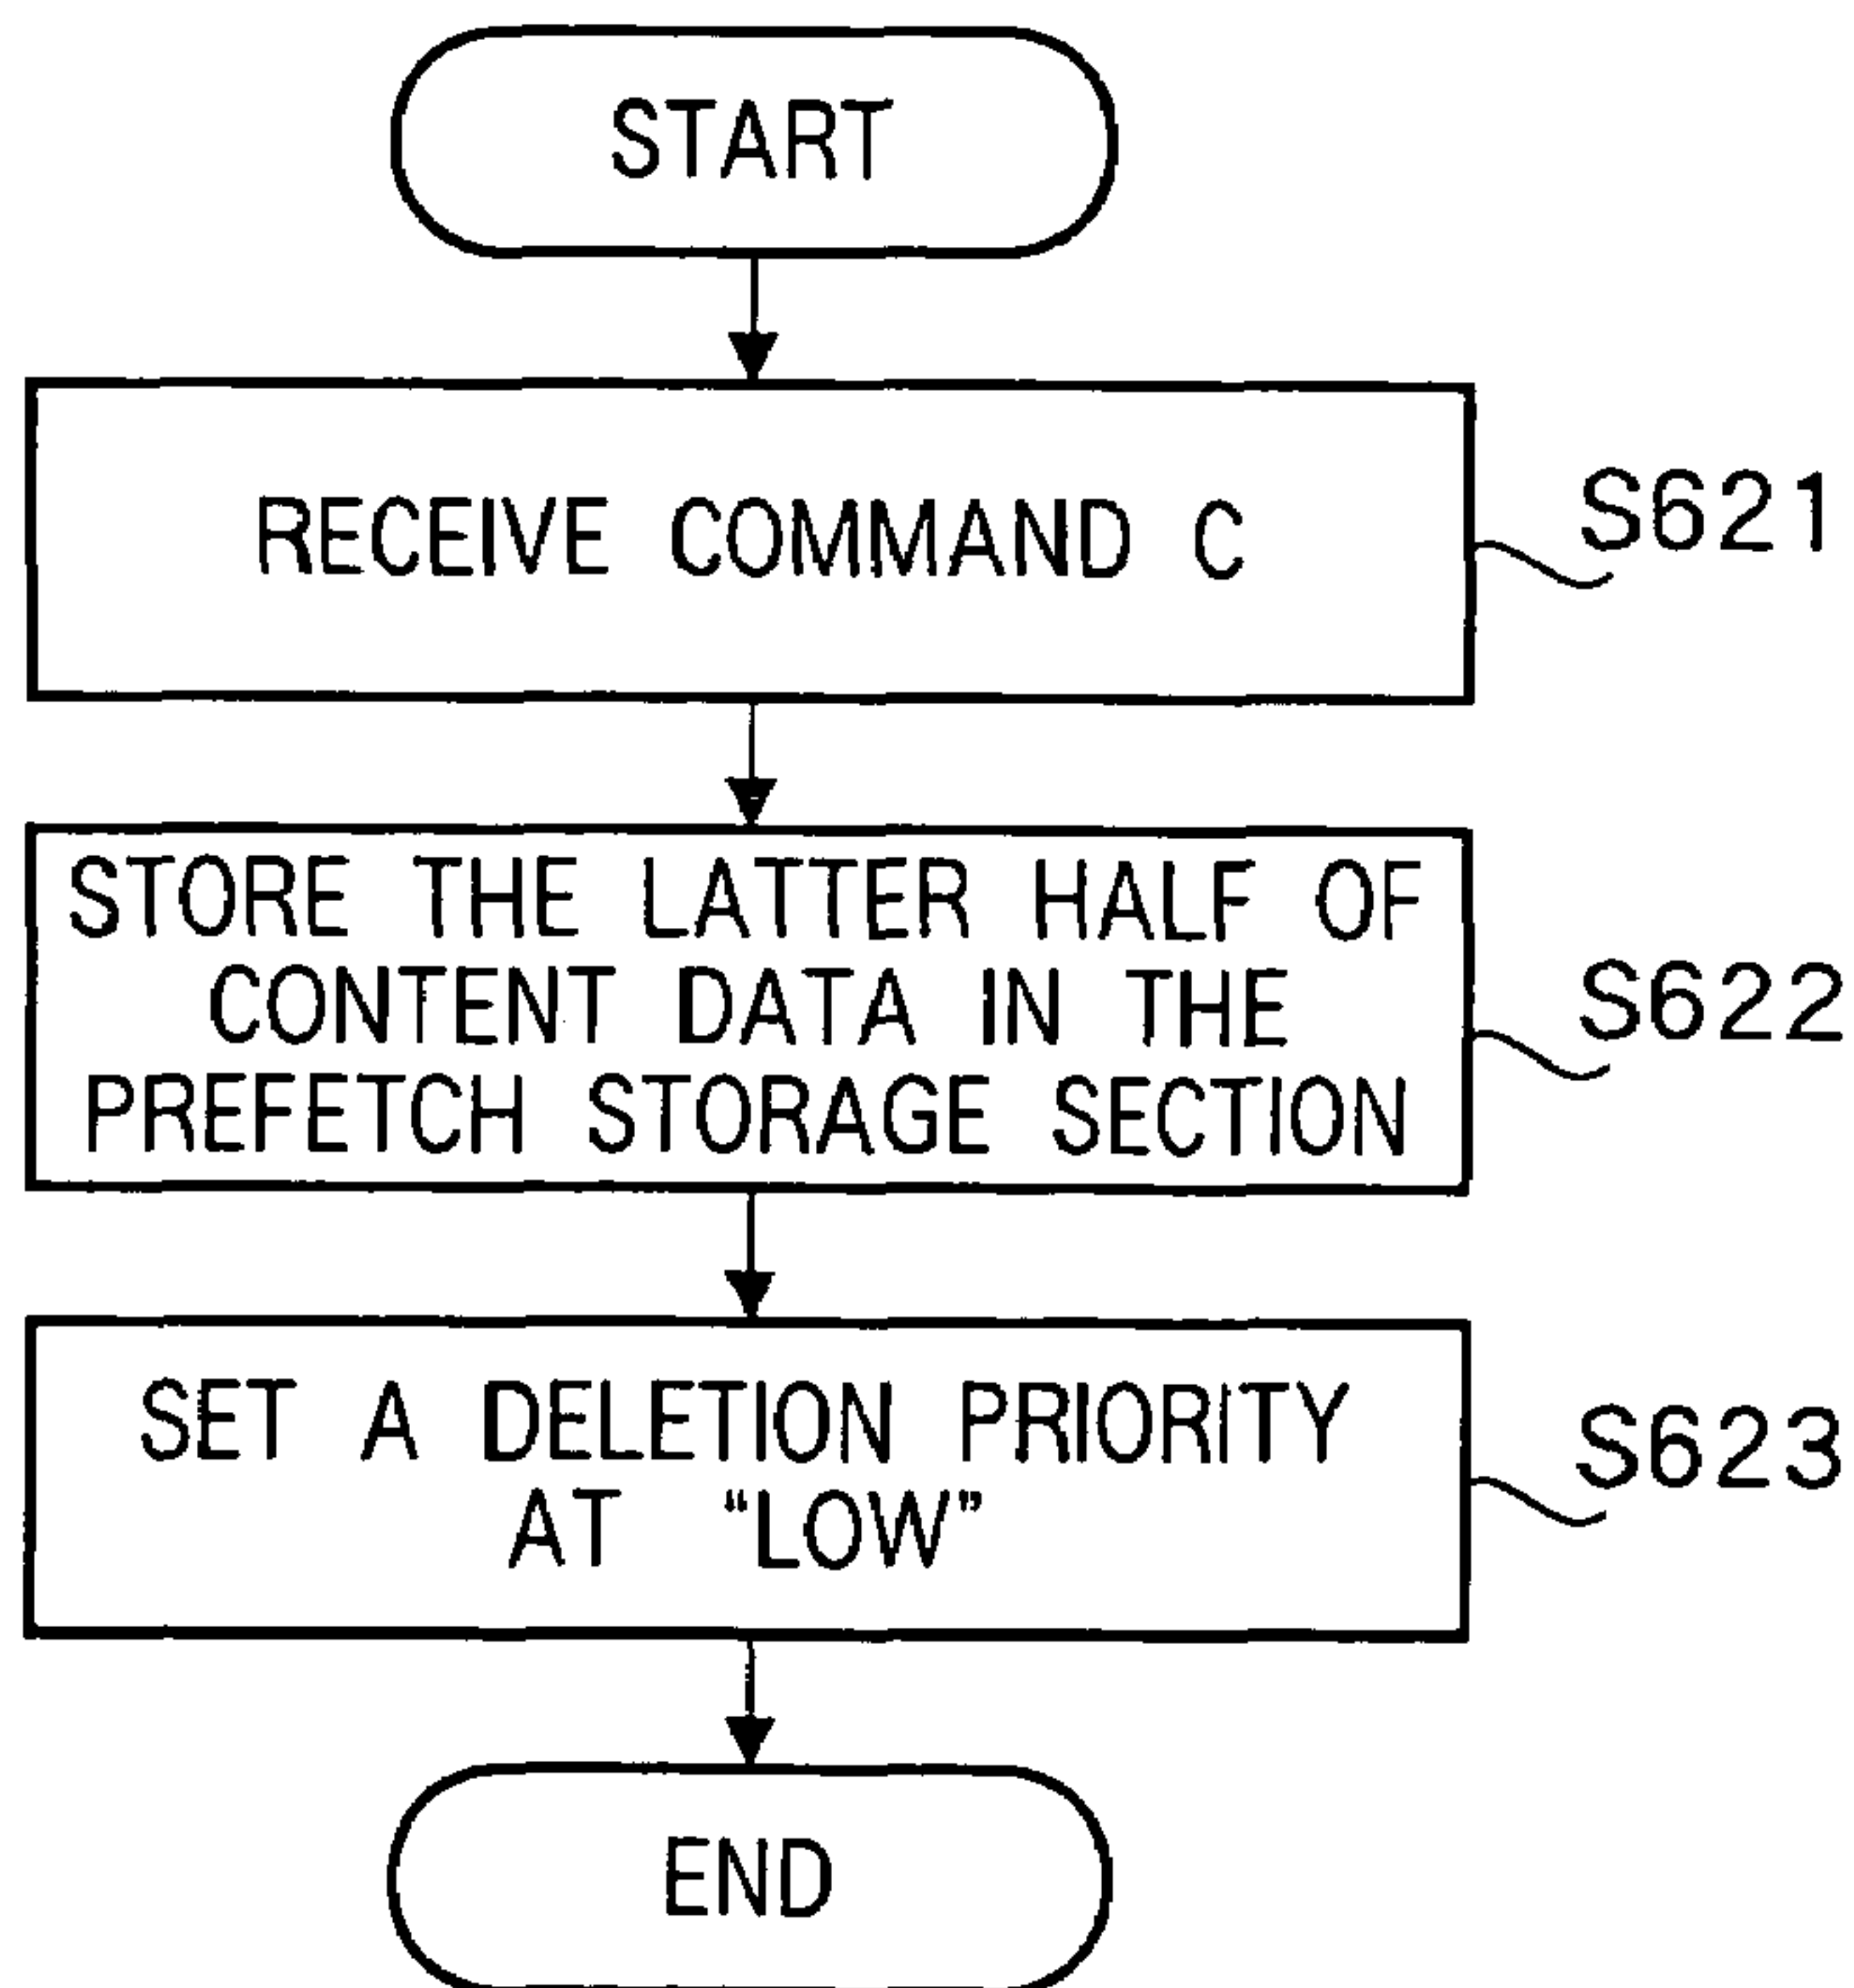 START
RECEIVE COMMAND C
S621
STORE THE LATTER HALF OF
CONTENT DATA IN THE
PREFETCH STORAGE SECTION
S622
SET A DELETION PRIORITY
AT “LOW”
S623
END